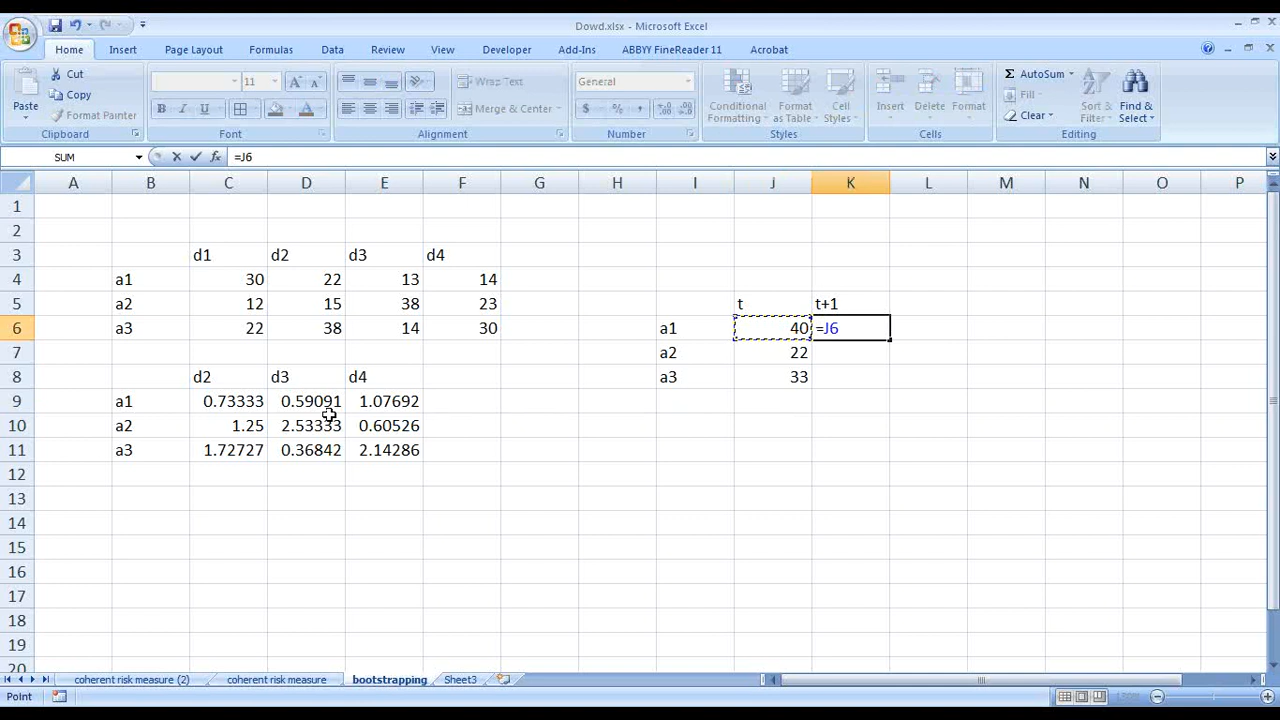 Dowd.xlsx - Microsoft Excel
Home Insert Page Layout Formulas Data Review View Developer Add-Ins ABBYY FineReader 11 Acrobat
Paste
Cut
Copy
Format Painter
Clipboard
11
B I U
Font
Wrap Text
Merge & Center
Alignment
General
$ % ,
Number
Conditional Formatting
Format as Table
Cell Styles
Styles
Insert
Delete
Format
Cells
AutoSum
Fill
Clear
Sort & Filter
Find & Select
Editing
SUM =J6
A B C D E F G H I J K L M N O P
1
2
3 d1 d2 d3 d4
4 a1 30 22 13 14
5 a2 12 15 38 23 t t+1
6 a3 22 38 14 30 a1 40 =J6
7 a2 22
8 d2 d3 d4 a3 33
9 a1 0.73333 0.59091 1.07692
10 a2 1.25 2.53333 0.60526
11 a3 1.72727 0.36842 2.14286
12
13
14
15
16
17
18
19
20
coherent risk measure (2) coherent risk measure bootstrapping Sheet3
Point